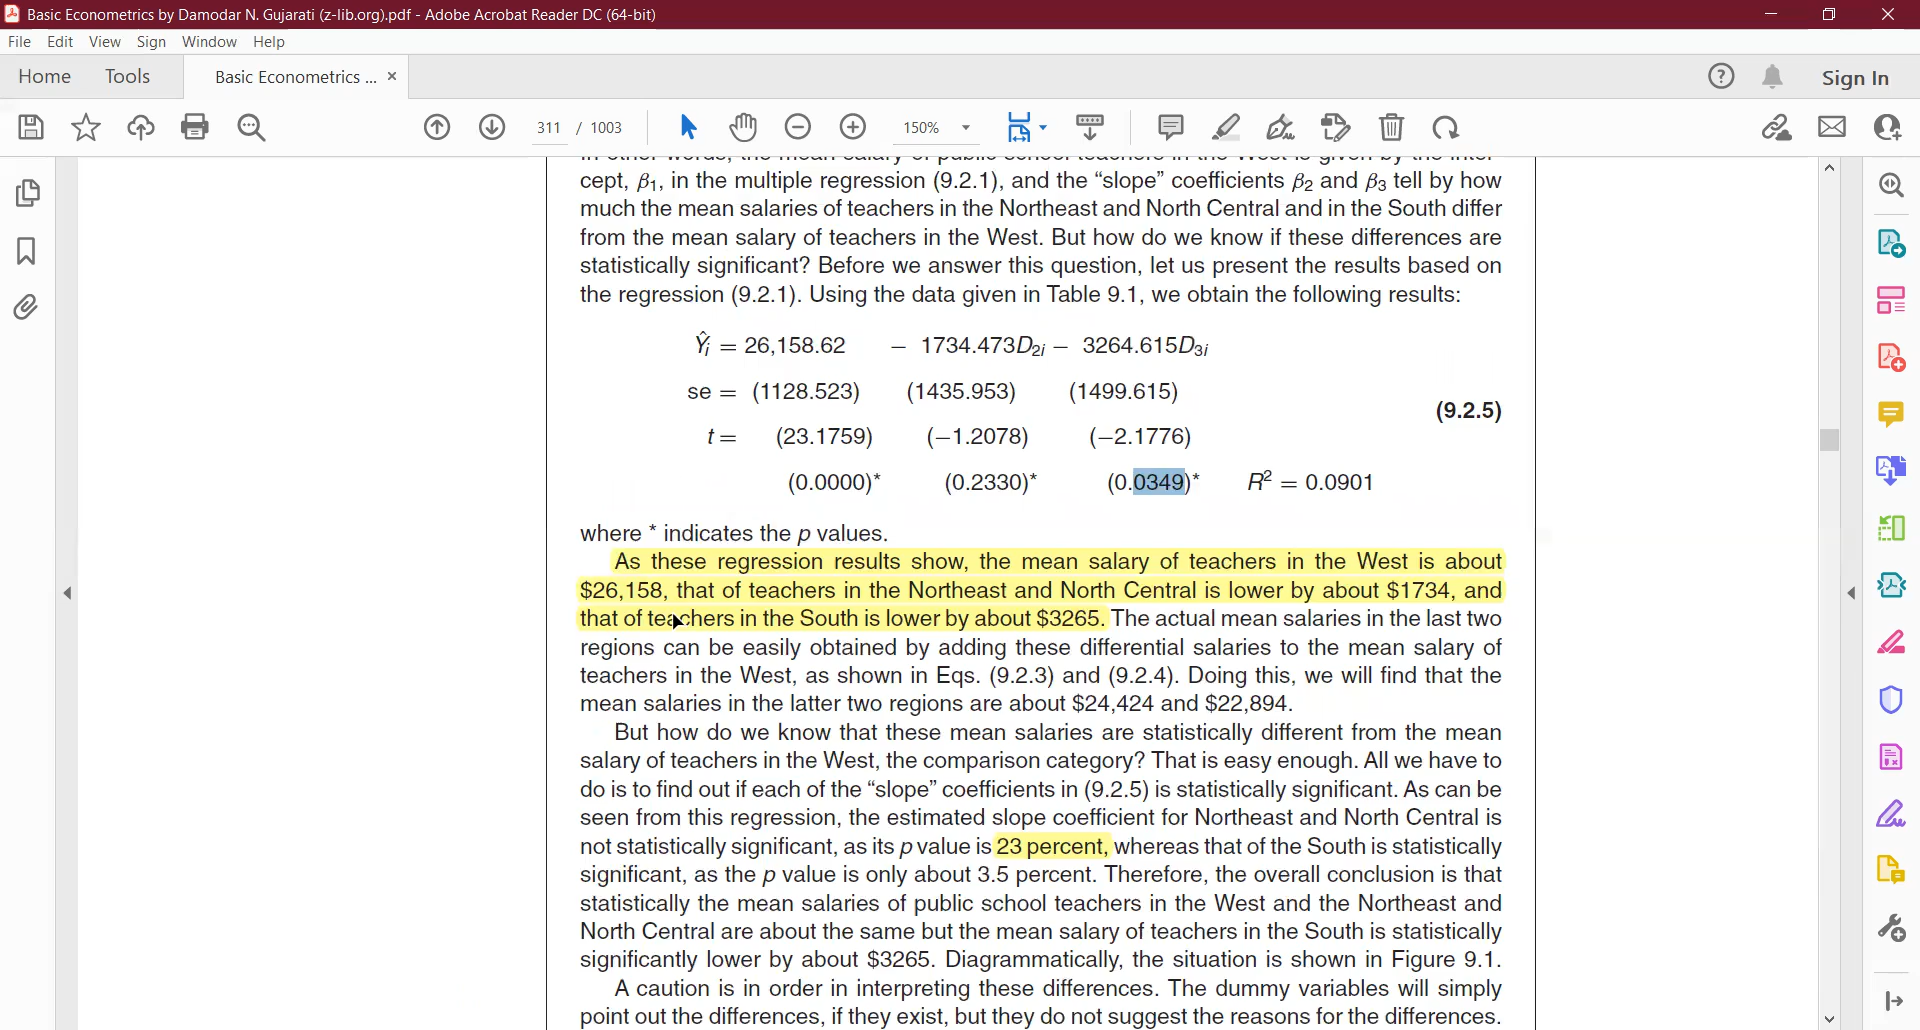 Basic Econometrics by Damodar N. Gujarati (z-lib.org).pdf - Adobe Acrobat Reader DC (64-bit)
File Edit View Sign Window Help
Home Tools Basic Econometrics ... × Sign In
311 / 1003 150%
In other words, the mean salary of public school teachers in the West is given by the inter-
cept, β1, in the multiple regression (9.2.1), and the “slope” coefficients β2 and β3 tell by how
much the mean salaries of teachers in the Northeast and North Central and in the South differ
from the mean salary of teachers in the West. But how do we know if these differences are
statistically significant? Before we answer this question, let us present the results based on
the regression (9.2.1). Using the data given in Table 9.1, we obtain the following results:
Ŷi = 26,158.62 − 1734.473D2i − 3264.615D3i
se = (1128.523) (1435.953) (1499.615)
(9.2.5)
t = (23.1759) (−1.2078) (−2.1776)
(0.0000)* (0.2330)* (0.0349)* R² = 0.0901
where * indicates the p values.
As these regression results show, the mean salary of teachers in the West is about
$26,158, that of teachers in the Northeast and North Central is lower by about $1734, and
that of teachers in the South is lower by about $3265. The actual mean salaries in the last two
regions can be easily obtained by adding these differential salaries to the mean salary of
teachers in the West, as shown in Eqs. (9.2.3) and (9.2.4). Doing this, we will find that the
mean salaries in the latter two regions are about $24,424 and $22,894.
But how do we know that these mean salaries are statistically different from the mean
salary of teachers in the West, the comparison category? That is easy enough. All we have to
do is to find out if each of the “slope” coefficients in (9.2.5) is statistically significant. As can be
seen from this regression, the estimated slope coefficient for Northeast and North Central is
not statistically significant, as its p value is 23 percent, whereas that of the South is statistically
significant, as the p value is only about 3.5 percent. Therefore, the overall conclusion is that
statistically the mean salaries of public school teachers in the West and the Northeast and
North Central are about the same but the mean salary of teachers in the South is statistically
significantly lower by about $3265. Diagrammatically, the situation is shown in Figure 9.1.
A caution is in order in interpreting these differences. The dummy variables will simply
point out the differences, if they exist, but they do not suggest the reasons for the differences.